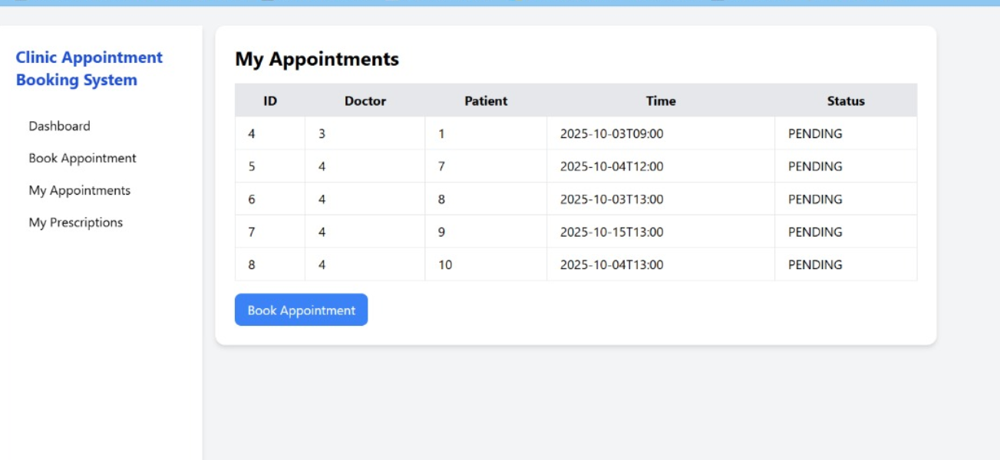 Clinic Appointment
Booking System
Dashboard
Book Appointment
My Appointments
My Prescriptions
My Appointments
ID Doctor Patient Time Status
4 3 1 2025-10-03T09:00 PENDING
5 4 7 2025-10-04T12:00 PENDING
6 4 8 2025-10-03T13:00 PENDING
7 4 9 2025-10-15T13:00 PENDING
8 4 10 2025-10-04T13:00 PENDING
Book Appointment